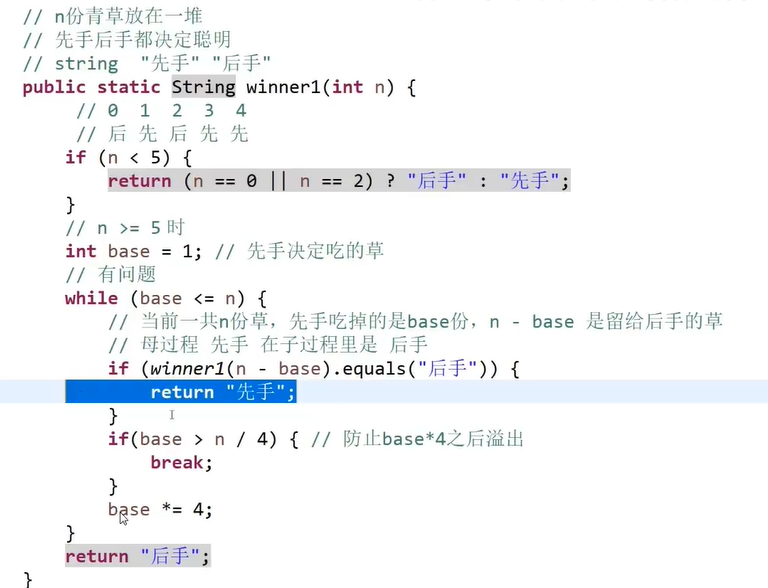 // n份青草放在一堆
// 先手后手都决定聪明
// string  "先手" "后手"
public static String winner1(int n) {
// 0  1  2  3  4
// 后 先 后 先 先
if (n < 5) {
return (n == 0 || n == 2) ? "后手" : "先手";
}
// n >= 5 时
int base = 1; // 先手决定吃的草
// 有问题
while (base <= n) {
// 当前一共n份草，先手吃掉的是base份，n - base 是留给后手的草
// 母过程 先手 在子过程里是 后手
if (winner1(n - base).equals("后手")) {
return "先手";
}
if(base > n / 4) { // 防止base*4之后溢出
break;
}
base *= 4;
}
return "后手";
}